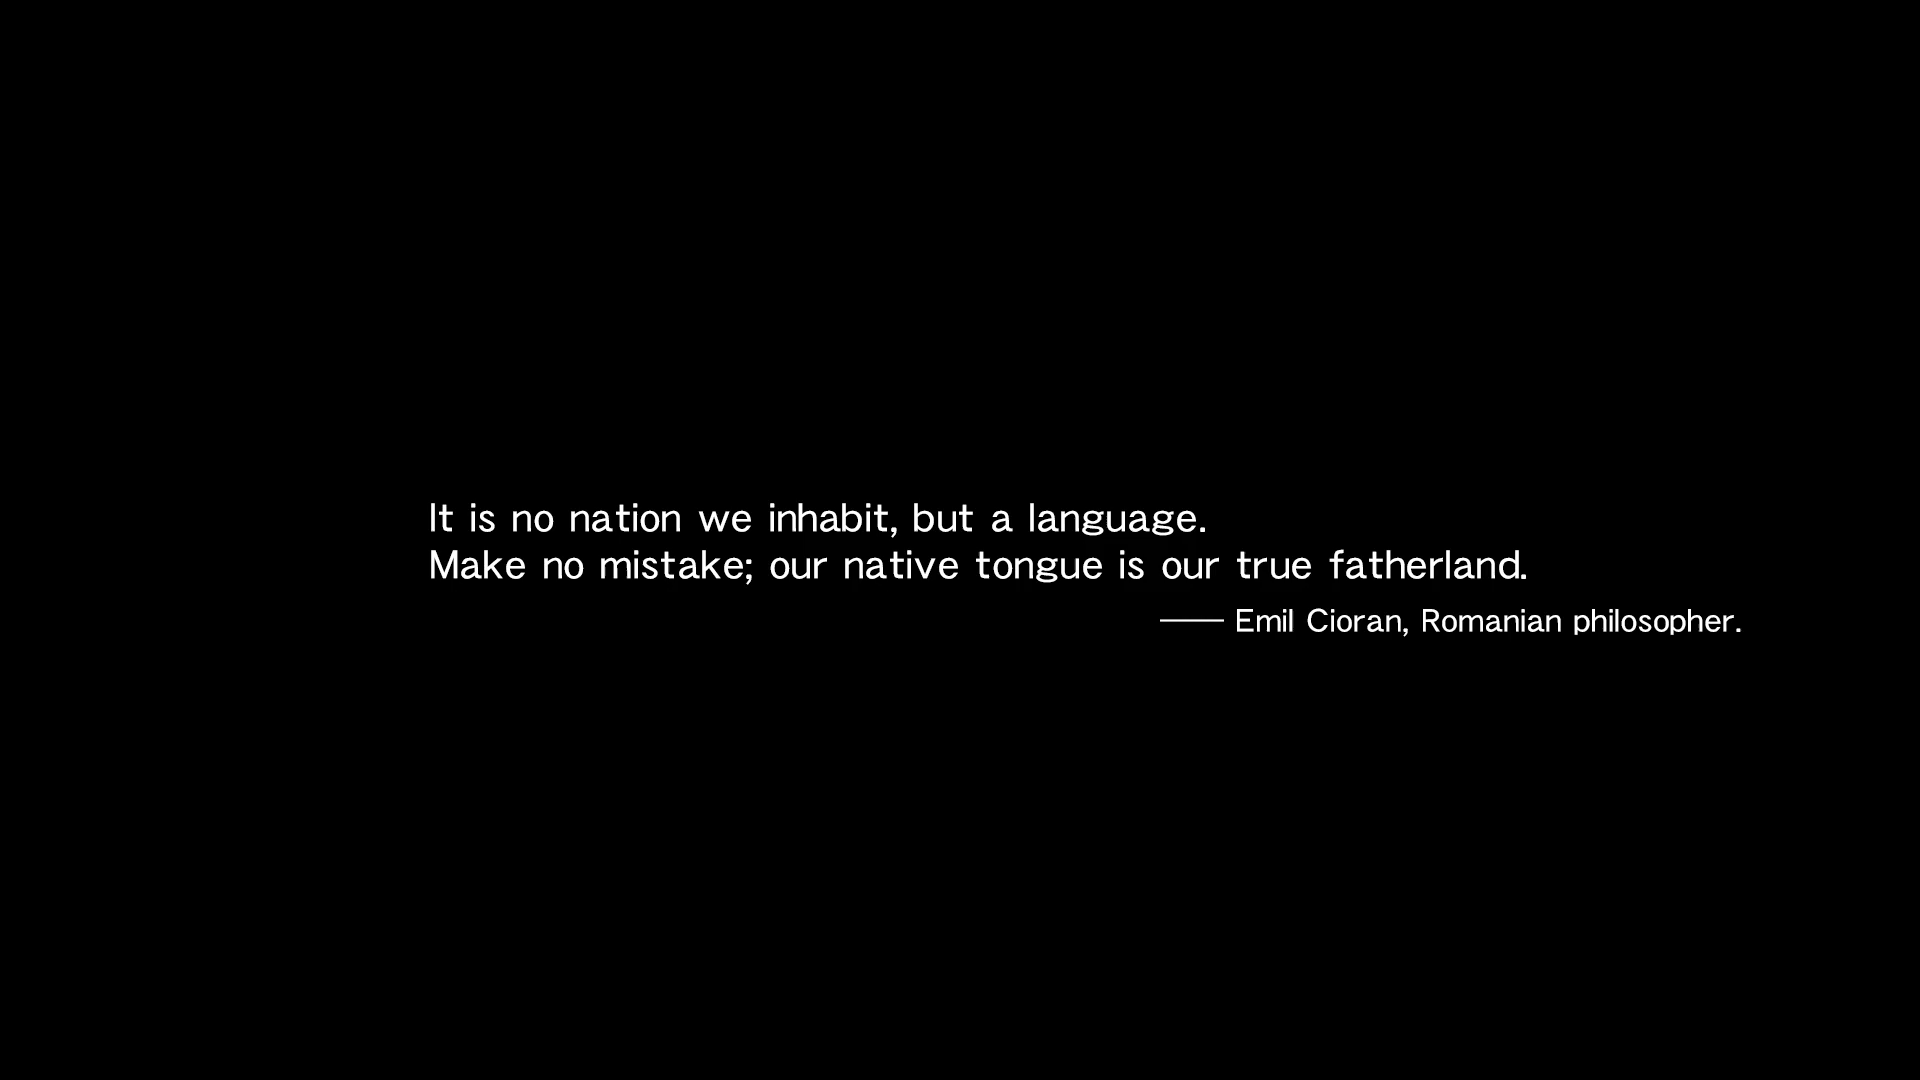 It is no nation we inhabit, but a language.
Make no mistake; our native tongue is our true fatherland.
—— Emil Cioran, Romanian philosopher.